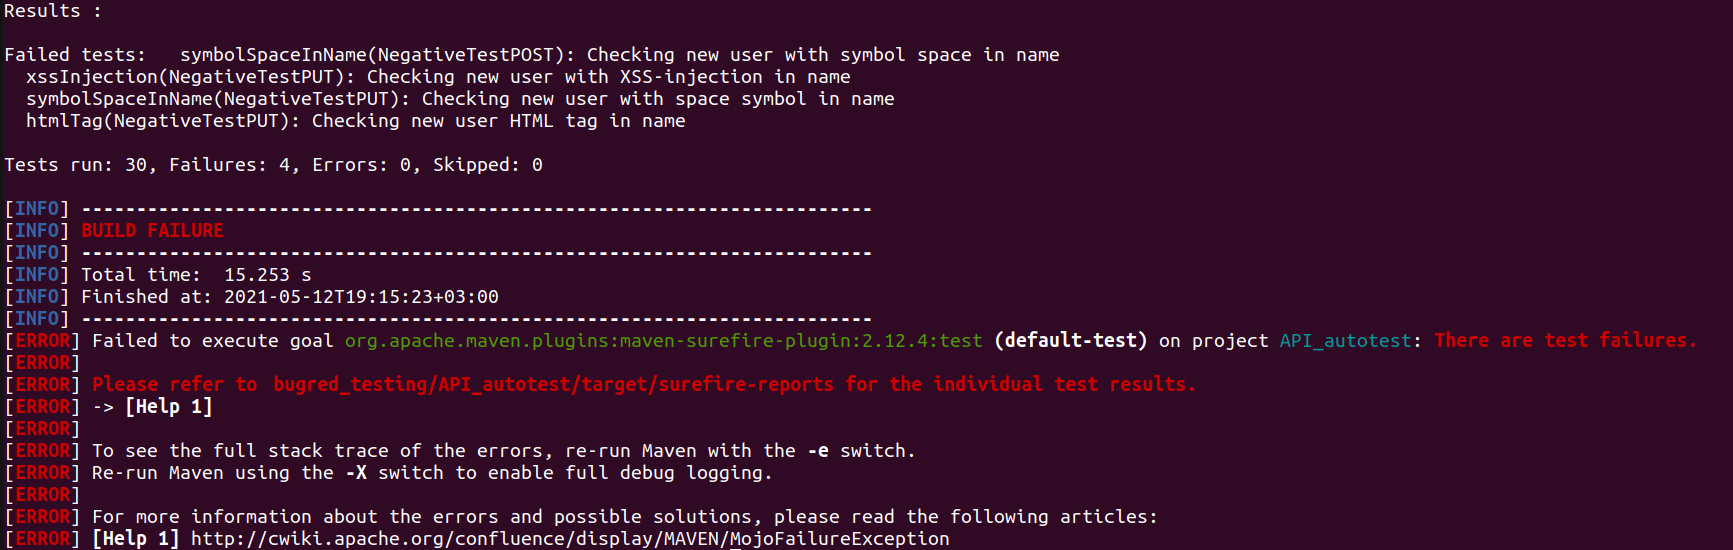 Results :
Failed tests:   symbolSpaceInName(NegativeTestPOST): Checking new user with symbol space in name
  xssInjection(NegativeTestPUT): Checking new user with XSS-injection in name
  symbolSpaceInName(NegativeTestPUT): Checking new user with space symbol in name
  htmlTag(NegativeTestPUT): Checking new user HTML tag in name
Tests run: 30, Failures: 4, Errors: 0, Skipped: 0
[INFO] ------------------------------------------------------------------------
[INFO] BUILD FAILURE
[INFO] ------------------------------------------------------------------------
[INFO] Total time:  15.253 s
[INFO] Finished at: 2021-05-12T19:15:23+03:00
[INFO] ------------------------------------------------------------------------
[ERROR] Failed to execute goal org.apache.maven.plugins:maven-surefire-plugin:2.12.4:test (default-test) on project API_autotest: There are test failures.
[ERROR]
[ERROR] Please refer to bugred_testing/API_autotest/target/surefire-reports for the individual test results.
[ERROR] -> [Help 1]
[ERROR]
[ERROR] To see the full stack trace of the errors, re-run Maven with the -e switch.
[ERROR] Re-run Maven using the -X switch to enable full debug logging.
[ERROR]
[ERROR] For more information about the errors and possible solutions, please read the following articles:
[ERROR] [Help 1] http://cwiki.apache.org/confluence/display/MAVEN/MojoFailureException